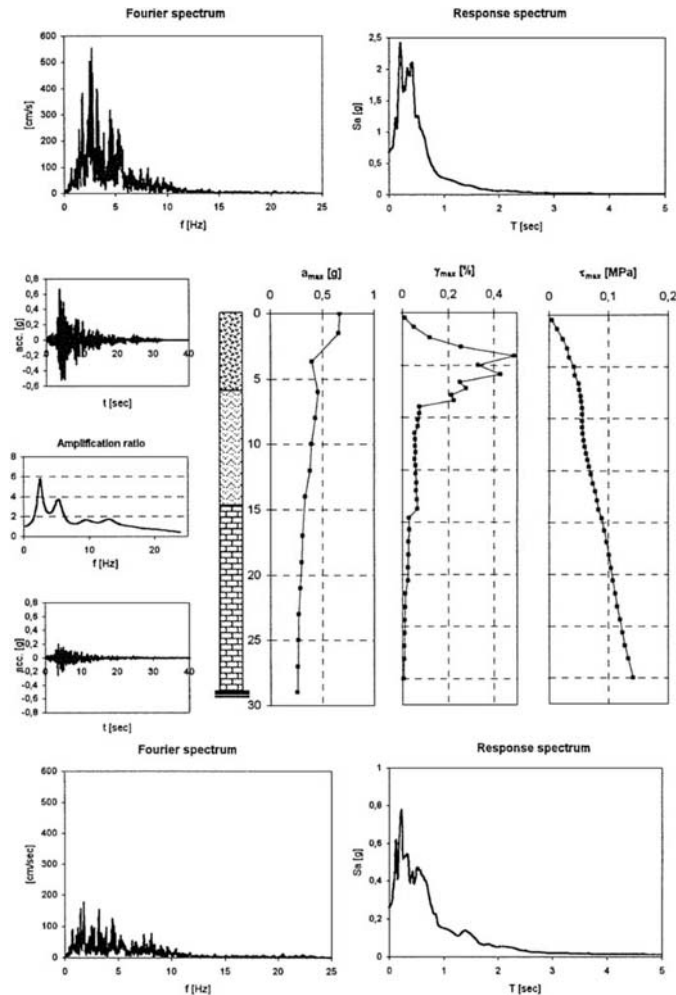 Fourier spectrum
600
500
400
300
200
100
0
[cm/s]
0 5 10 15 20 25
f [Hz]
Response spectrum
2,5
2
1,5
1
0,5
0
Sa [g]
0 1 2 3 4 5
T [sec]
0,8
0,6
0,4
0,2
0
-0,2
-0,4
-0,6
acc. [g]
0 10 20 30 40
t [sec]
Amplification ratio
8
6
4
2
0
0 10 20
f [Hz]
0,8
0,6
0,4
0,2
0
-0,2
-0,4
-0,6
-0,8
acc. [g]
0 10 20 30 40
t [sec]
amax [g]
0 0,5 1
0
5
10
15
20
25
30
γmax [%]
0 0,2 0,4
τmax [MPa]
0 0,1 0,2
Fourier spectrum
600
500
400
300
200
100
0
[cm/sec]
0 5 10 15 20 25
f [Hz]
Response spectrum
1
0,8
0,6
0,4
0,2
0
Sa [g]
0 1 2 3 4 5
T [sec]